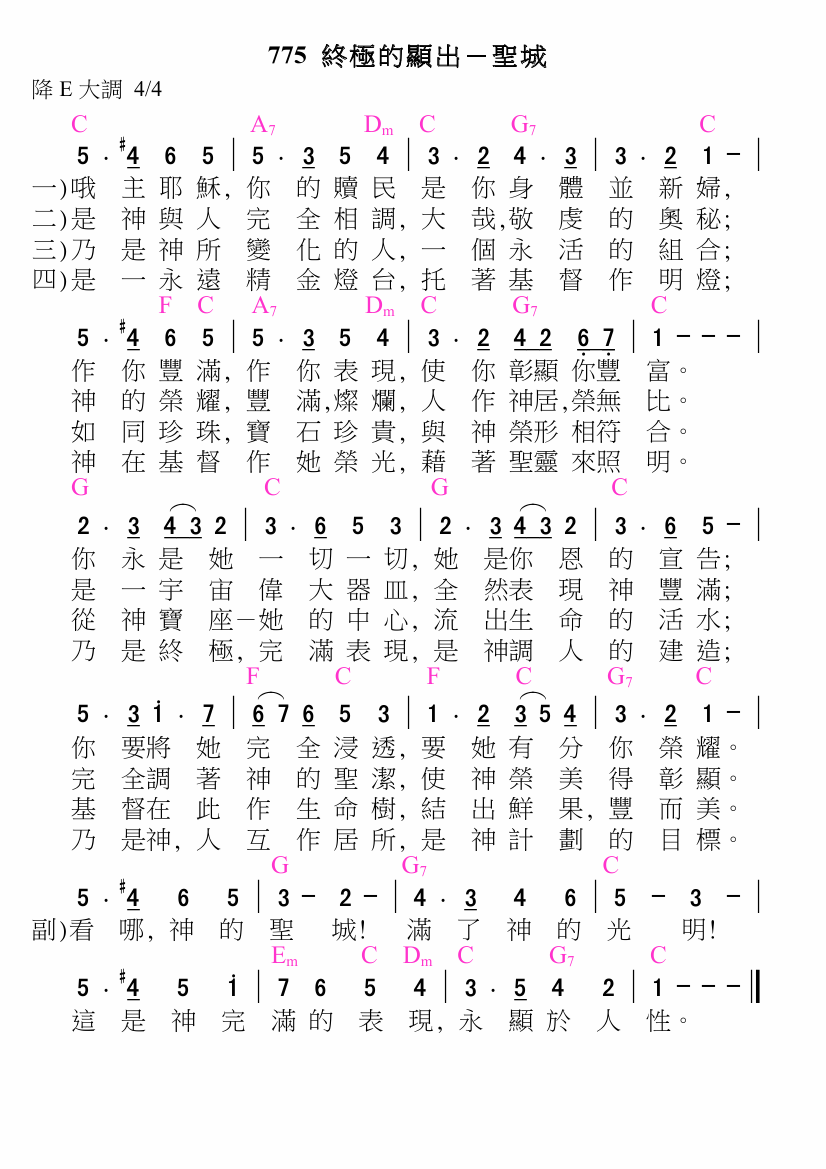 775 終極的顯出－聖城
降 E 大調 4/4
C A7 Dm C G7 C
5 · #4 6 5 | 5 · 3 5 4 | 3 · 2 4 · 3 | 3 · 2 1 － |
一)哦 主 耶 穌, 你 的 贖 民 是 你 身 體 並 新 婦,
二)是 神 與 人 完 全 相 調, 大 哉,敬 虔 的 奧 秘;
三)乃 是 神 所 變 化 的 人, 一 個 永 活 的 組 合;
四)是 一 永 遠 精 金 燈 台, 托 著 基 督 作 明 燈;
F C A7 Dm C G7 C
5 · #4 6 5 | 5 · 3 5 4 | 3 · 2 4 2 6 7 | 1 － － － |
作 你 豐 滿, 作 你 表 現, 使 你 彰顯 你豐 富。
神 的 榮 耀, 豐 滿,燦 爛, 人 作 神居,榮無 比。
如 同 珍 珠, 寶 石 珍 貴, 與 神 榮形 相符 合。
神 在 基 督 作 她 榮 光, 藉 著 聖靈 來照 明。
G C G C
2 · 3 4 3 2 | 3 · 6 5 3 | 2 · 3 4 3 2 | 3 · 6 5 － |
你 永 是 她 一 切 一 切, 她 是你 恩 的 宣 告;
是 一 宇 宙 偉 大 器 皿, 全 然表 現 神 豐 滿;
從 神 寶 座－她 的 中 心, 流 出生 命 的 活 水;
乃 是 終 極, 完 滿 表 現, 是 神調 人 的 建 造;
F C F C G7 C
5 · 3 1 · 7 | 6 7 6 5 3 | 1 · 2 3 5 4 | 3 · 2 1 － |
你 要將 她 完 全 浸 透, 要 她 有 分 你 榮 耀。
完 全調 著 神 的 聖 潔, 使 神 榮 美 得 彰 顯。
基 督在 此 作 生 命 樹, 結 出 鮮 果, 豐 而 美。
乃 是神, 人 互 作 居 所, 是 神 計 劃 的 目 標。
G G7 C
5 · #4 6 5 | 3 － 2 － | 4 · 3 4 6 | 5 － 3 － |
副)看 哪, 神 的 聖 城! 滿 了 神 的 光 明!
Em C Dm C G7 C
5 · #4 5 1 | 7 6 5 4 | 3 · 5 4 2 | 1 － － － ‖
這 是 神 完 滿 的 表 現, 永 顯 於 人 性。